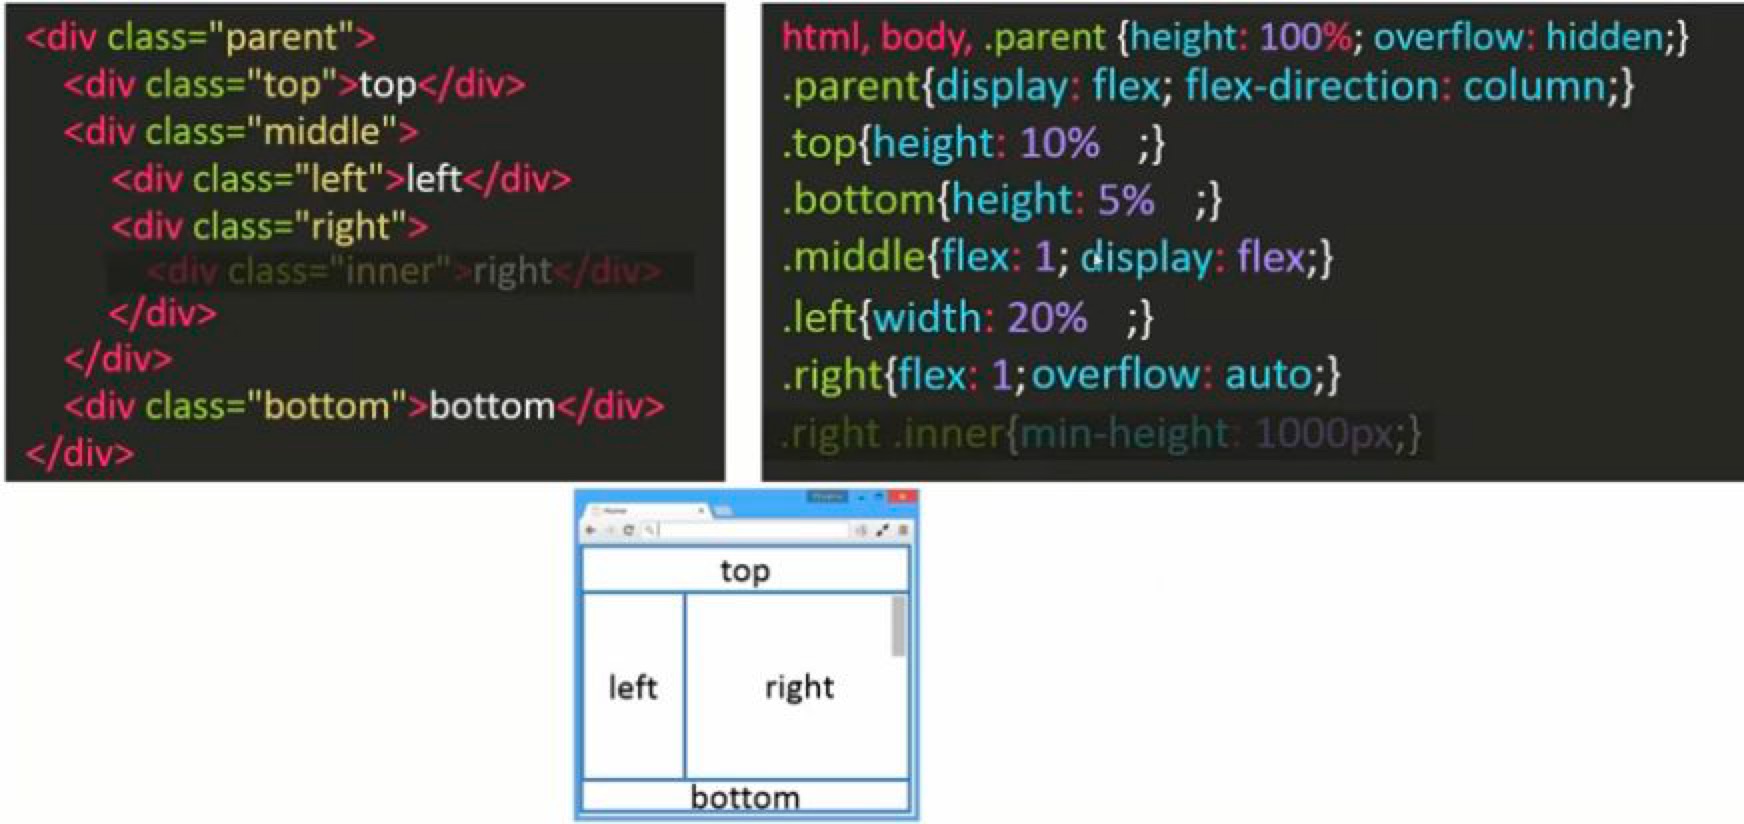 <div class="parent">
<div class="top">top</div>
<div class="middle">
<div class="left">left</div>
<div class="right">
<div class="inner">right</div>
</div>
</div>
<div class="bottom">bottom</div>
</div>
html, body, .parent {height: 100%; overflow: hidden;}
.parent{display: flex; flex-direction: column;}
.top{height: 10% ;}
.bottom{height: 5% ;}
.middle{flex: 1; display: flex;}
.left{width: 20% ;}
.right{flex: 1;overflow: auto;}
.right .inner{min-height: 1000px;}
Home
top
left
right
bottom